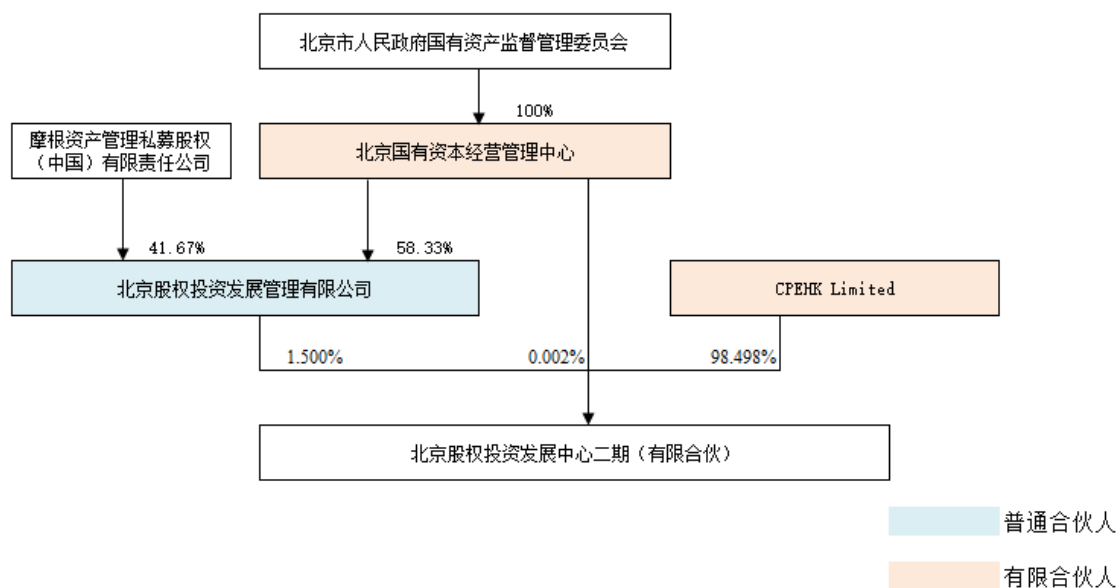 北京市人民政府国有资产监督管理委员会
100%
摩根资产管理私募股权
（中国）有限责任公司
北京国有资本经营管理中心
41.67%
58.33%
北京股权投资发展管理有限公司
CPEHK Limited
1.500%
0.002%
98.498%
北京股权投资发展中心二期（有限合伙）
普通合伙人
有限合伙人